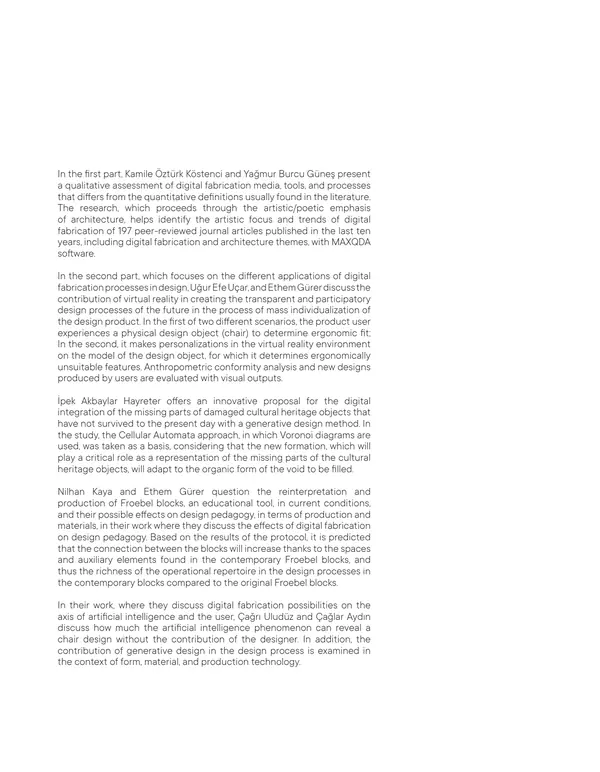 In the first part, Kamile Öztürk Köstenci and Yağmur Burcu Güneş present
a qualitative assessment of digital fabrication media, tools, and processes
that differs from the quantitative definitions usually found in the literature.
The research, which proceeds through the artistic/poetic emphasis
of architecture, helps identify the artistic focus and trends of digital
fabrication of 197 peer-reviewed journal articles published in the last ten
years, including digital fabrication and architecture themes, with MAXQDA
software.
In the second part, which focuses on the different applications of digital
fabrication processes in design, Uğur Efe Uçar, and Ethem Gürer discuss the
contribution of virtual reality in creating the transparent and participatory
design processes of the future in the process of mass individualization of
the design product. In the first of two different scenarios, the product user
experiences a physical design object (chair) to determine ergonomic fit;
In the second, it makes personalizations in the virtual reality environment
on the model of the design object, for which it determines ergonomically
unsuitable features. Anthropometric conformity analysis and new designs
produced by users are evaluated with visual outputs.
İpek Akbaylar Hayreter offers an innovative proposal for the digital
integration of the missing parts of damaged cultural heritage objects that
have not survived to the present day with a generative design method. In
the study, the Cellular Automata approach, in which Voronoi diagrams are
used, was taken as a basis, considering that the new formation, which will
play a critical role as a representation of the missing parts of the cultural
heritage objects, will adapt to the organic form of the void to be filled.
Nilhan Kaya and Ethem Gürer question the reinterpretation and
production of Froebel blocks, an educational tool, in current conditions,
and their possible effects on design pedagogy, in terms of production and
materials, in their work where they discuss the effects of digital fabrication
on design pedagogy. Based on the results of the protocol, it is predicted
that the connection between the blocks will increase thanks to the spaces
and auxiliary elements found in the contemporary Froebel blocks, and
thus the richness of the operational repertoire in the design processes in
the contemporary blocks compared to the original Froebel blocks.
In their work, where they discuss digital fabrication possibilities on the
axis of artificial intelligence and the user, Çağrı Uludüz and Çağlar Aydın
discuss how much the artificial intelligence phenomenon can reveal a
chair design without the contribution of the designer. In addition, the
contribution of generative design in the design process is examined in
the context of form, material, and production technology.